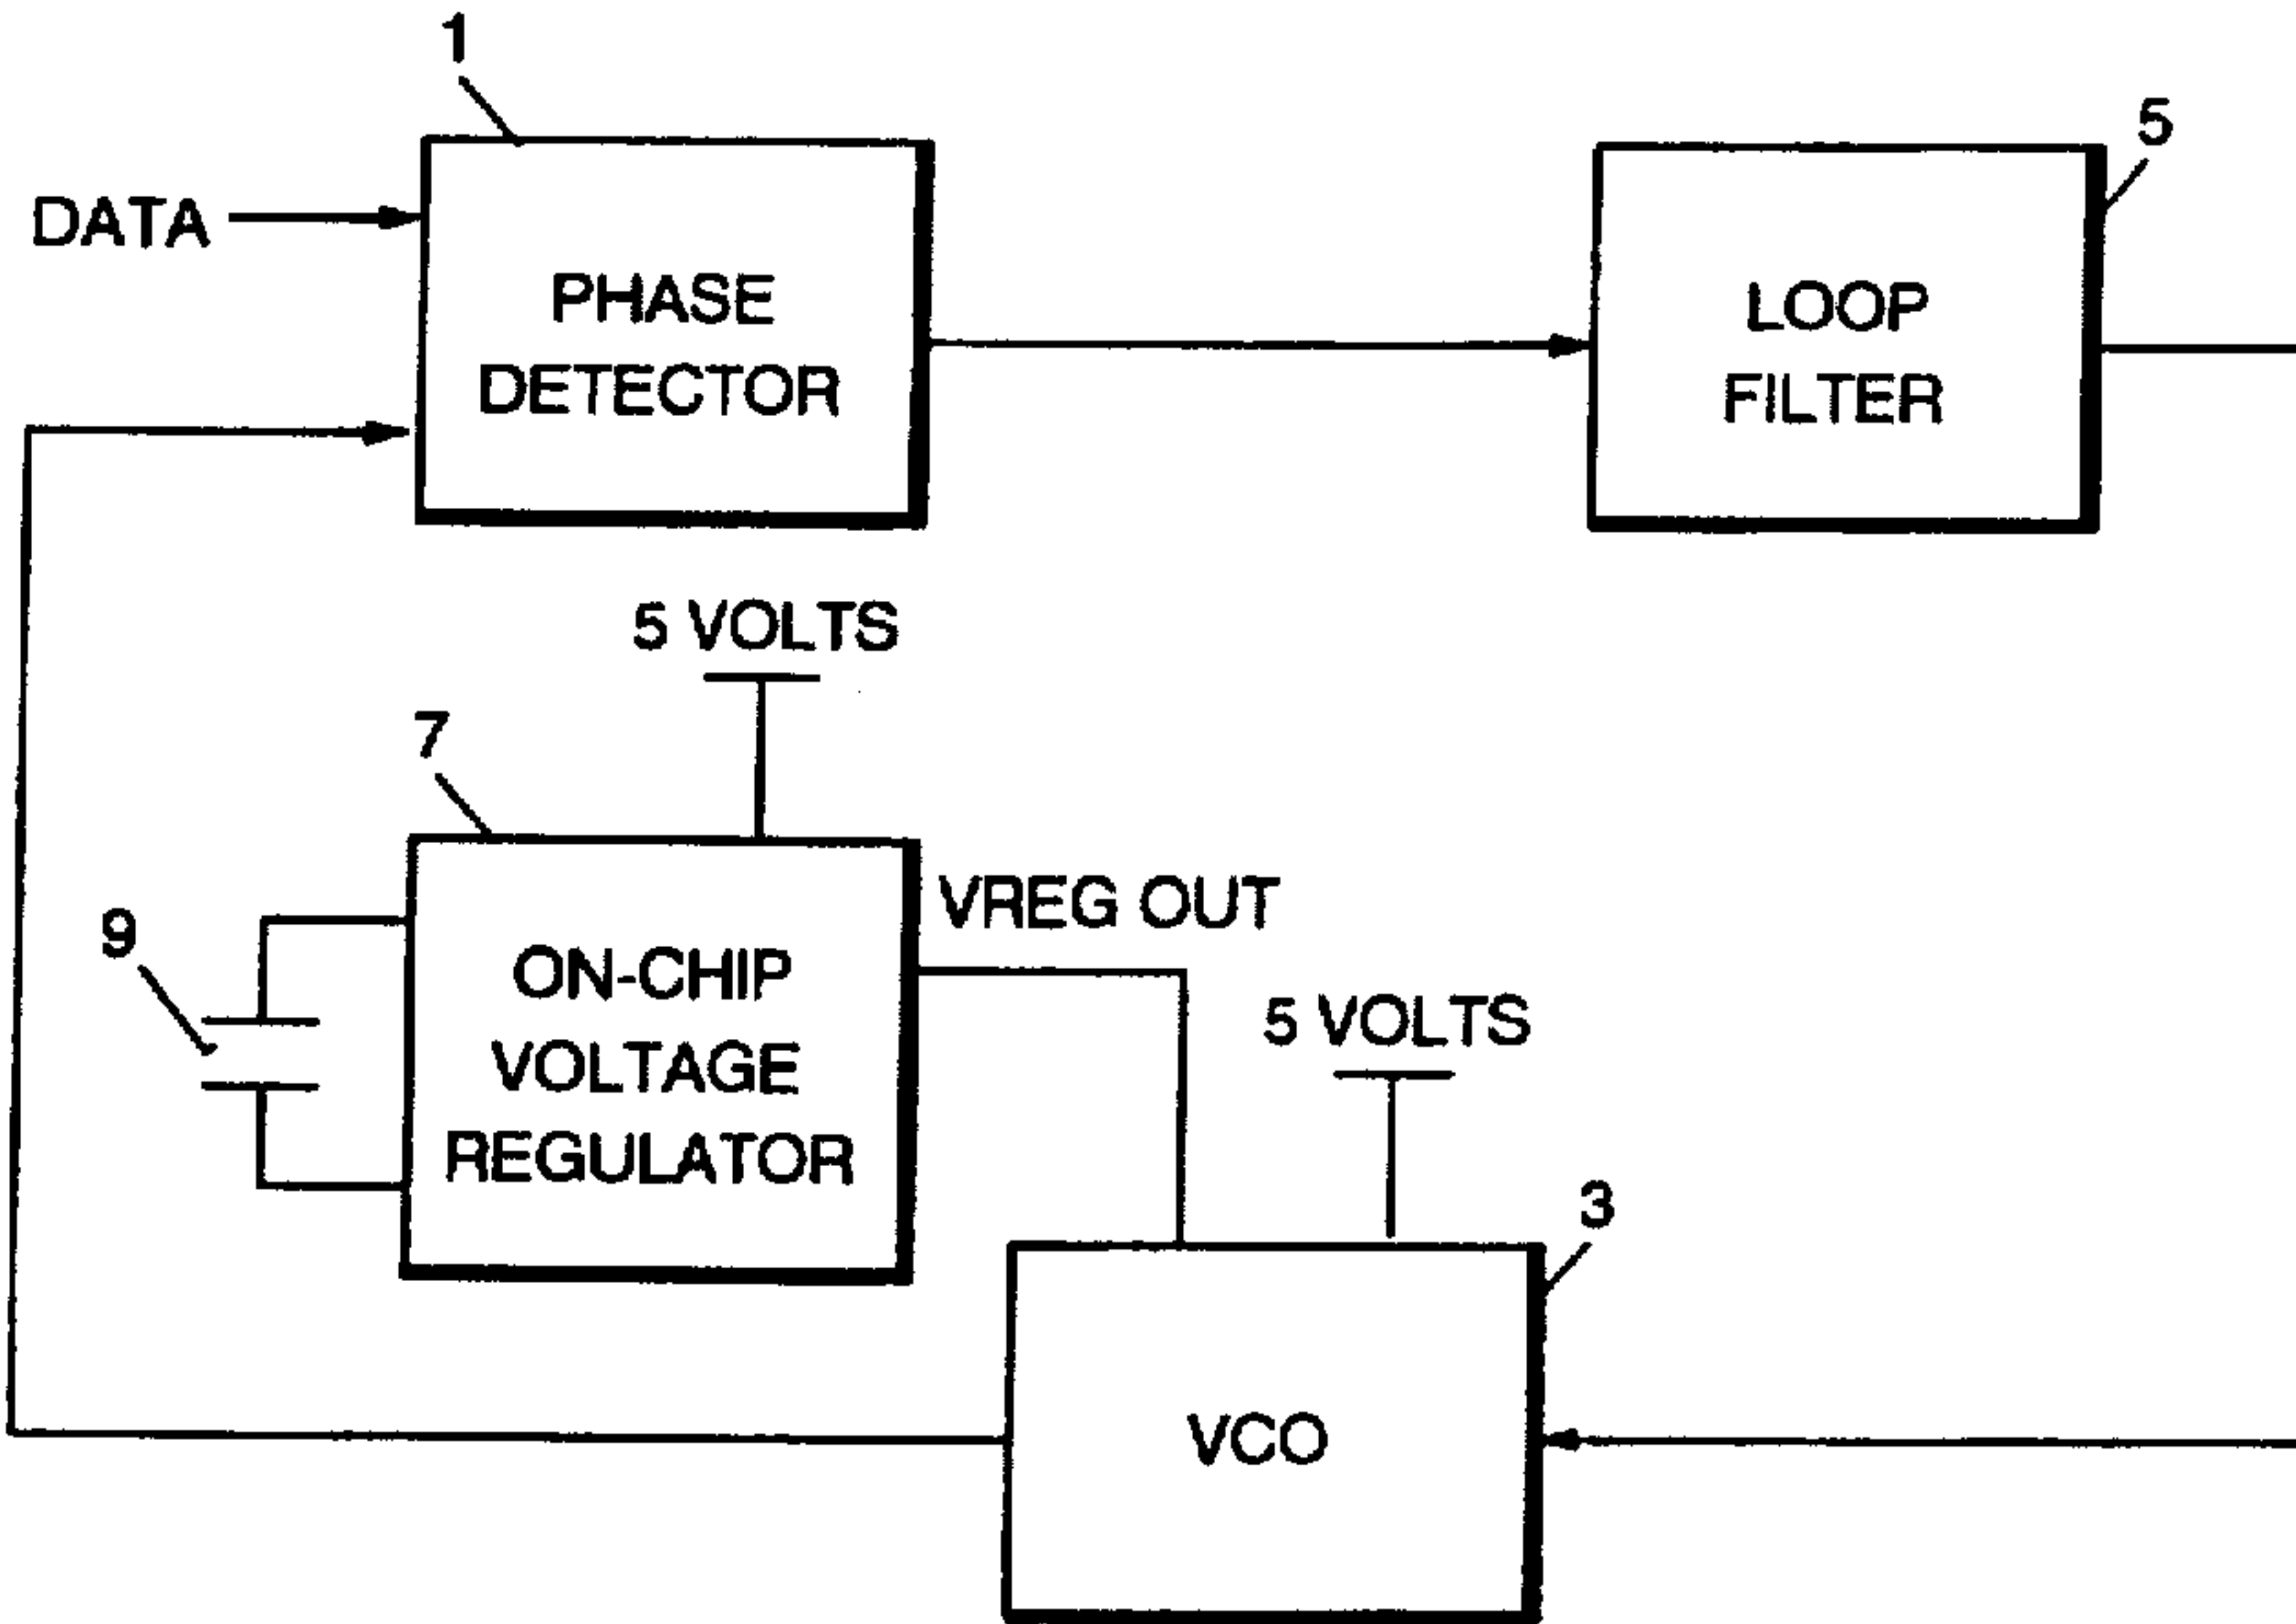 1
5
DATA
PHASE
DETECTOR
LOOP
FILTER
5 VOLTS
7
VREG OUT
9
ON-CHIP
VOLTAGE
REGULATOR
5 VOLTS
3
VCO